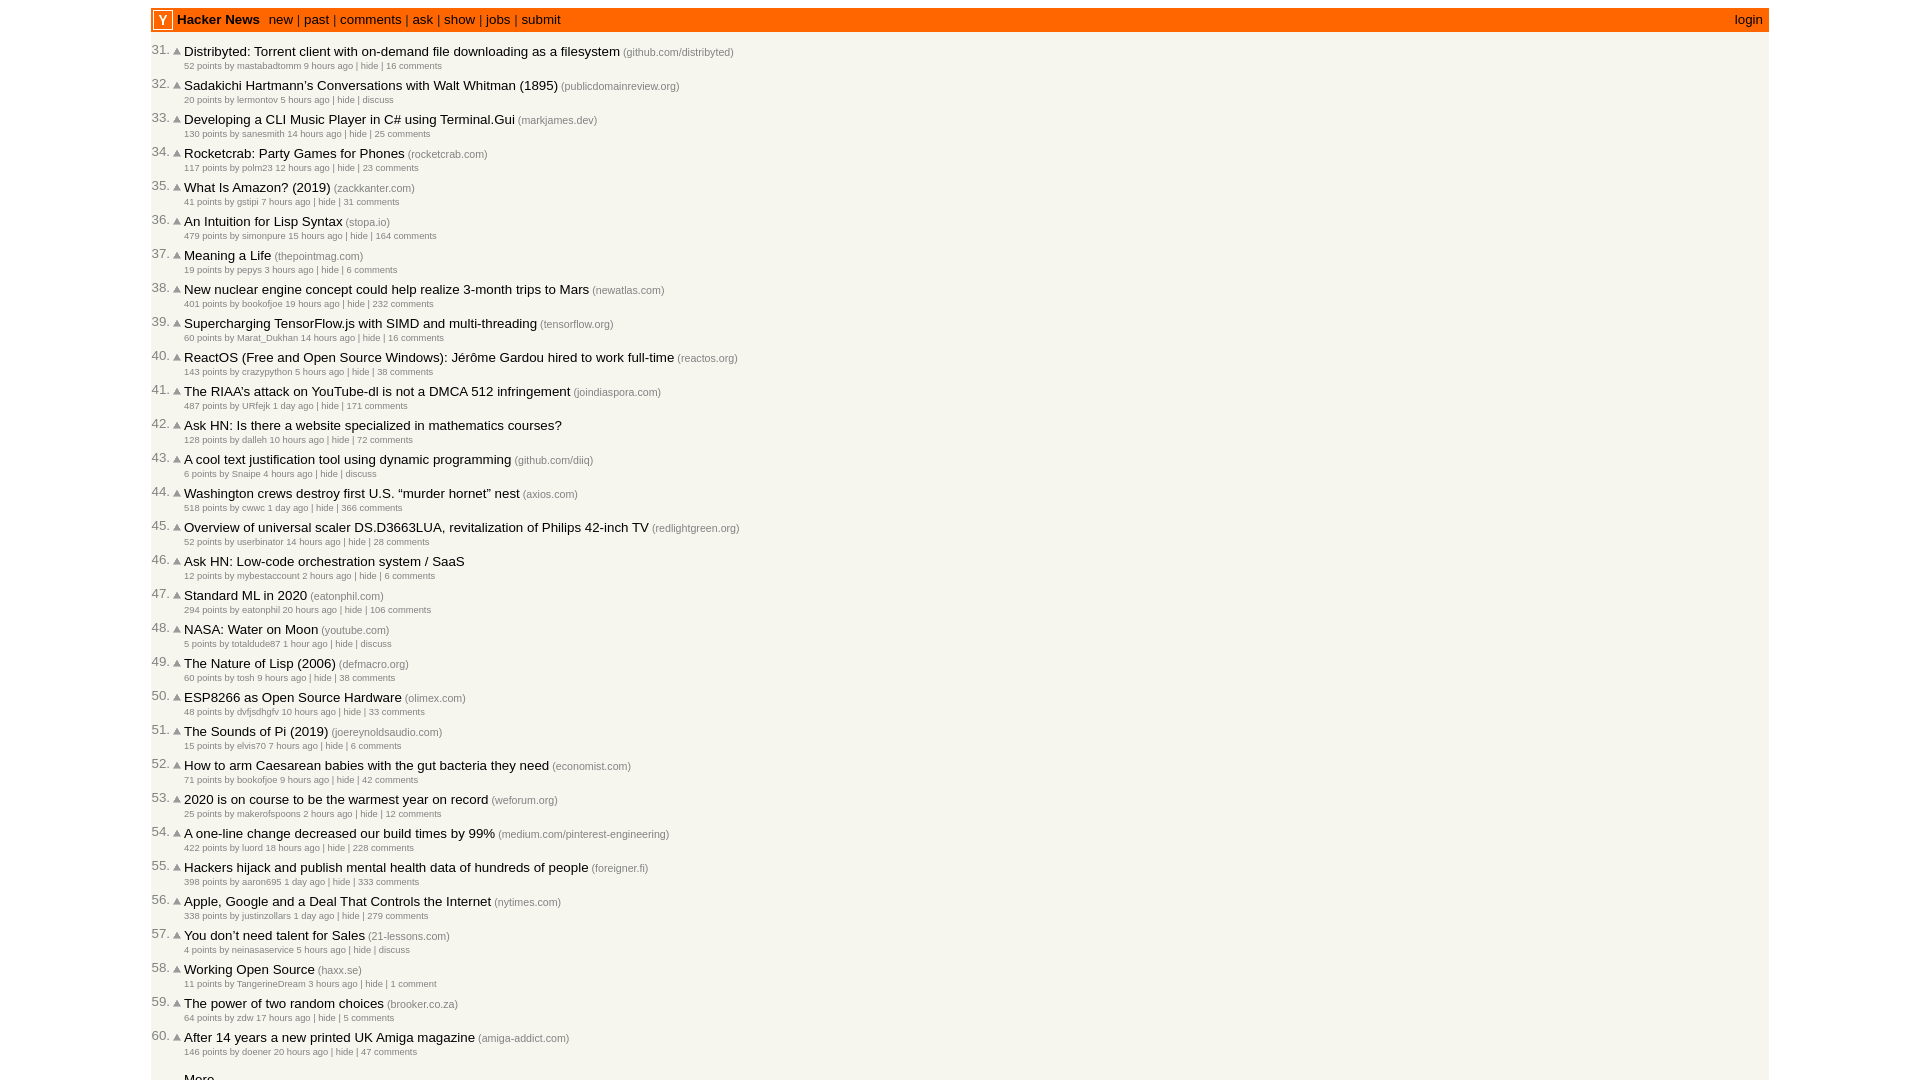 Y Hacker News new | past | comments | ask | show | jobs | submit login
31. Distribyted: Torrent client with on-demand file downloading as a filesystem (github.com/distribyted)
52 points by mastabadtomm 9 hours ago | hide | 16 comments
32. Sadakichi Hartmann’s Conversations with Walt Whitman (1895) (publicdomainreview.org)
20 points by lermontov 5 hours ago | hide | discuss
33. Developing a CLI Music Player in C# using Terminal.Gui (markjames.dev)
130 points by sanesmith 14 hours ago | hide | 25 comments
34. Rocketcrab: Party Games for Phones (rocketcrab.com)
117 points by polm23 12 hours ago | hide | 23 comments
35. What Is Amazon? (2019) (zackkanter.com)
41 points by gstipi 7 hours ago | hide | 31 comments
36. An Intuition for Lisp Syntax (stopa.io)
479 points by simonpure 15 hours ago | hide | 164 comments
37. Meaning a Life (thepointmag.com)
19 points by pepys 3 hours ago | hide | 6 comments
38. New nuclear engine concept could help realize 3-month trips to Mars (newatlas.com)
401 points by bookofjoe 19 hours ago | hide | 232 comments
39. Supercharging TensorFlow.js with SIMD and multi-threading (tensorflow.org)
60 points by Marat_Dukhan 14 hours ago | hide | 16 comments
40. ReactOS (Free and Open Source Windows): Jérôme Gardou hired to work full-time (reactos.org)
143 points by crazypython 5 hours ago | hide | 38 comments
41. The RIAA’s attack on YouTube-dl is not a DMCA 512 infringement (joindiaspora.com)
487 points by URfejk 1 day ago | hide | 171 comments
42. Ask HN: Is there a website specialized in mathematics courses?
128 points by dalleh 10 hours ago | hide | 72 comments
43. A cool text justification tool using dynamic programming (github.com/diiq)
6 points by Snaipe 4 hours ago | hide | discuss
44. Washington crews destroy first U.S. “murder hornet” nest (axios.com)
518 points by cwwc 1 day ago | hide | 366 comments
45. Overview of universal scaler DS.D3663LUA, revitalization of Philips 42-inch TV (redlightgreen.org)
52 points by userbinator 14 hours ago | hide | 28 comments
46. Ask HN: Low-code orchestration system / SaaS
12 points by mybestaccount 2 hours ago | hide | 6 comments
47. Standard ML in 2020 (eatonphil.com)
294 points by eatonphil 20 hours ago | hide | 106 comments
48. NASA: Water on Moon (youtube.com)
5 points by totaldude87 1 hour ago | hide | discuss
49. The Nature of Lisp (2006) (defmacro.org)
60 points by tosh 9 hours ago | hide | 38 comments
50. ESP8266 as Open Source Hardware (olimex.com)
48 points by dvfjsdhgfv 10 hours ago | hide | 33 comments
51. The Sounds of Pi (2019) (joereynoldsaudio.com)
15 points by elvis70 7 hours ago | hide | 6 comments
52. How to arm Caesarean babies with the gut bacteria they need (economist.com)
71 points by bookofjoe 9 hours ago | hide | 42 comments
53. 2020 is on course to be the warmest year on record (weforum.org)
25 points by makerofspoons 2 hours ago | hide | 12 comments
54. A one-line change decreased our build times by 99% (medium.com/pinterest-engineering)
422 points by luord 18 hours ago | hide | 228 comments
55. Hackers hijack and publish mental health data of hundreds of people (foreigner.fi)
398 points by aaron695 1 day ago | hide | 333 comments
56. Apple, Google and a Deal That Controls the Internet (nytimes.com)
338 points by justinzollars 1 day ago | hide | 279 comments
57. You don’t need talent for Sales (21-lessons.com)
4 points by neinasaservice 5 hours ago | hide | discuss
58. Working Open Source (haxx.se)
11 points by TangerineDream 3 hours ago | hide | 1 comment
59. The power of two random choices (brooker.co.za)
64 points by zdw 17 hours ago | hide | 5 comments
60. After 14 years a new printed UK Amiga magazine (amiga-addict.com)
146 points by doener 20 hours ago | hide | 47 comments
More